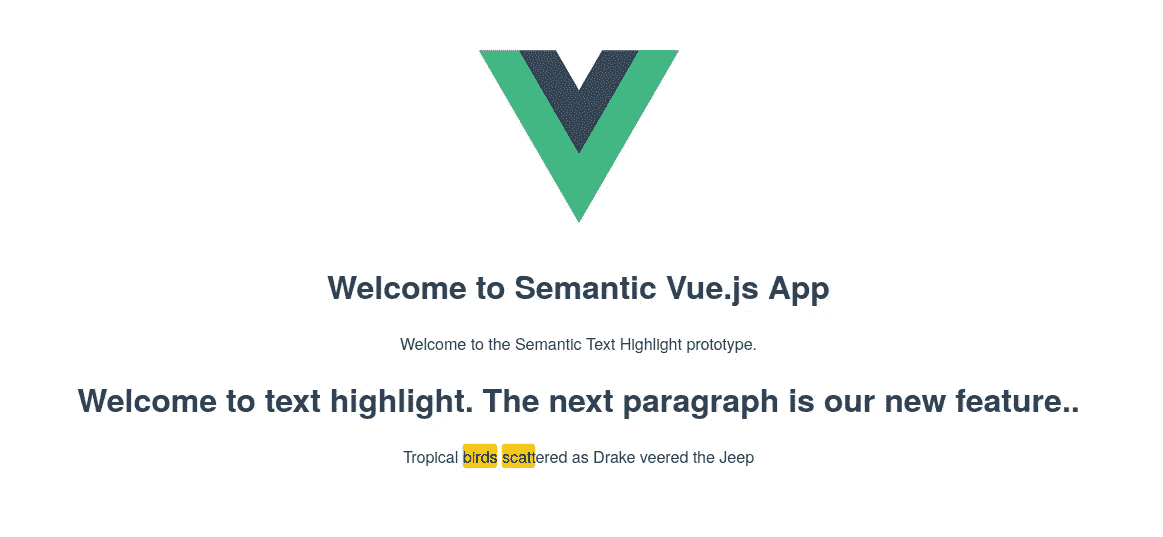 Welcome to Semantic Vue.js App
Welcome to the Semantic Text Highlight prototype.
Welcome to text highlight. The next paragraph is our new feature..
Tropical birds scattered as Drake veered the Jeep